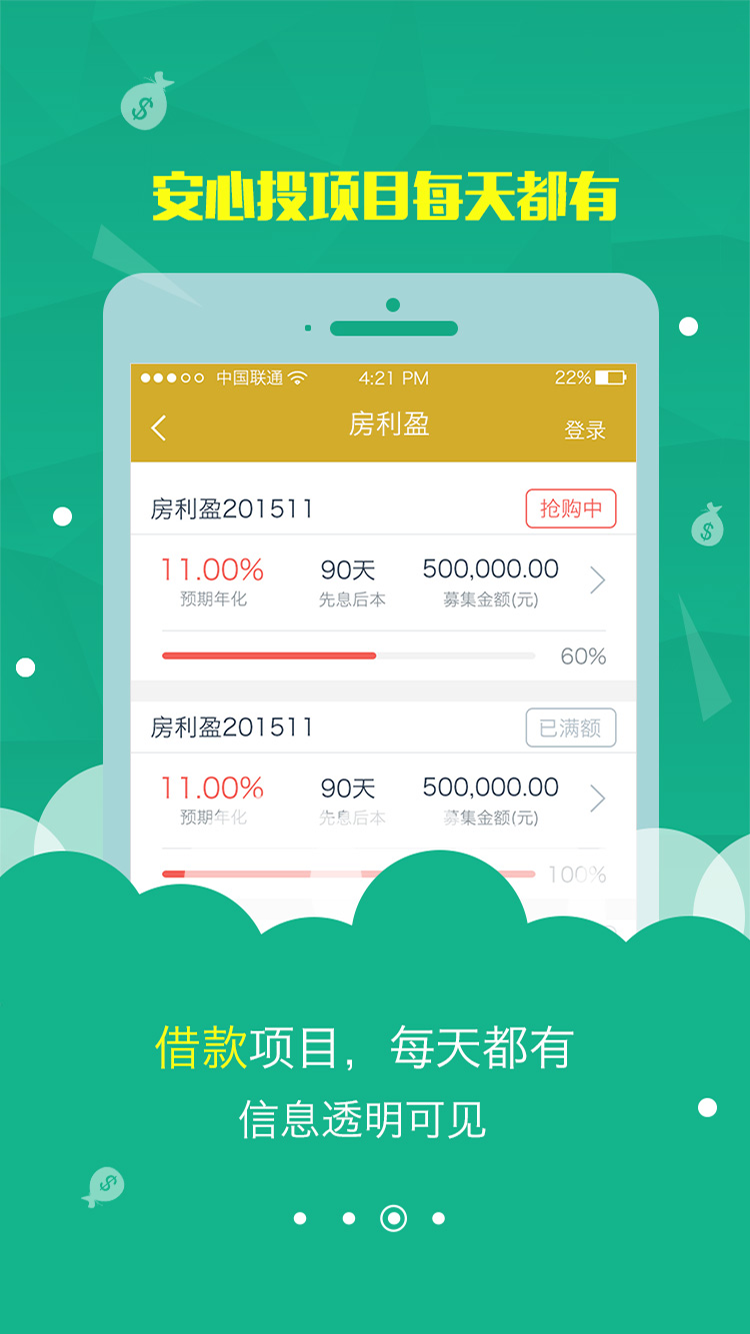 安心投项目每天都有
中国联通 4:21 PM 22%
房利盈 登录
房利盈201511 抢购中
11.00% 90天 500,000.00
预期年化 先息后本 募集金额(元)
60%
房利盈201511 已满额
11.00% 90天 500,000.00
预期年化 先息后本 募集金额(元)
100%
借款项目，每天都有
信息透明可见